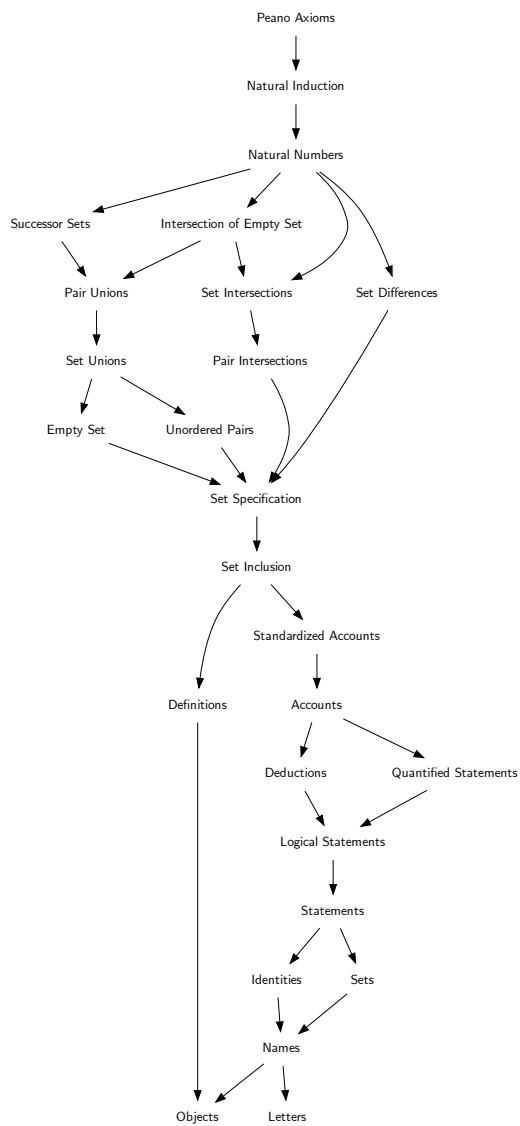 Peano Axioms
Natural Induction
Natural Numbers
Successor Sets
Intersection of Empty Set
Pair Unions
Set Intersections
Set Differences
Set Unions
Pair Intersections
Empty Set
Unordered Pairs
Set Specification
Set Inclusion
Standardized Accounts
Definitions
Accounts
Deductions
Quantified Statements
Logical Statements
Statements
Identities
Sets
Names
Objects
Letters